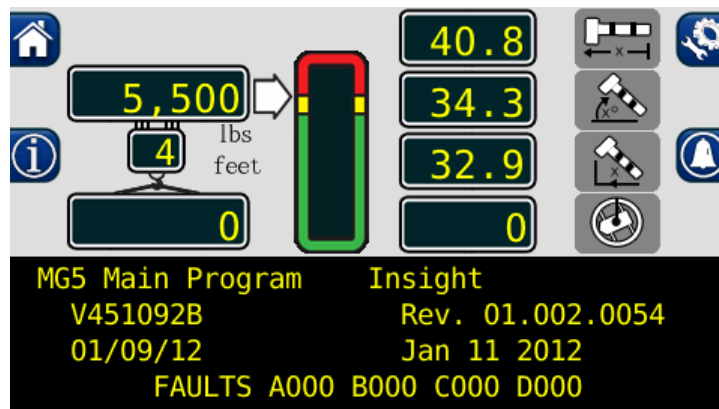 40.8
5,500
34.3
lbs
4
feet
32.9
0
0
x
x°
x
i
MG5 Main Program Insight
V451092B Rev. 01.002.0054
01/09/12 Jan 11 2012
FAULTS A000 B000 C000 D000